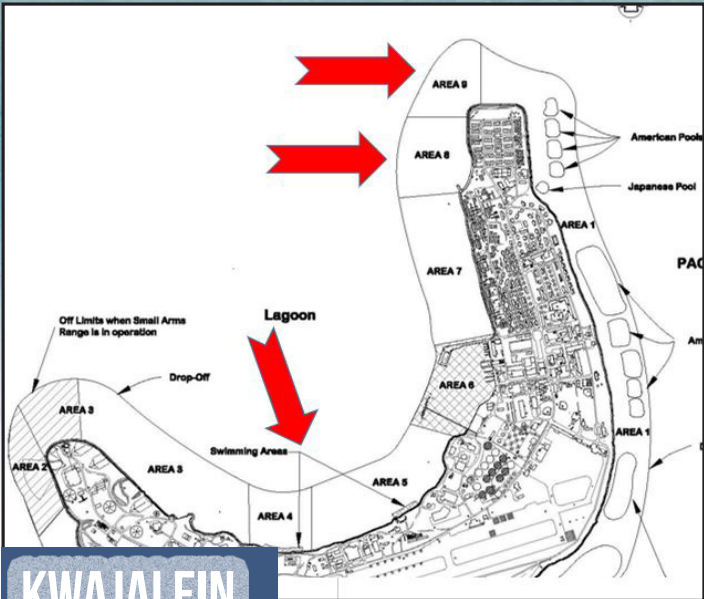 AREA 9
American Pools
AREA 8
Japanese Pool
AREA 1
PAC
AREA 7
Lagoon
Off Limits when Small Arms
Range is in operation
Am
Drop-Off
AREA 6
AREA 3
AREA 1
Swimming Areas
AREA 2
AREA 3
AREA 5
AREA 4
KWAJALEIN